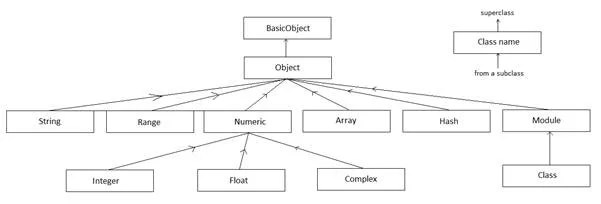 superclass
BasicObject
Class name
Object
from a subclass
String
Range
Numeric
Array
Hash
Module
Integer
Float
Complex
Class